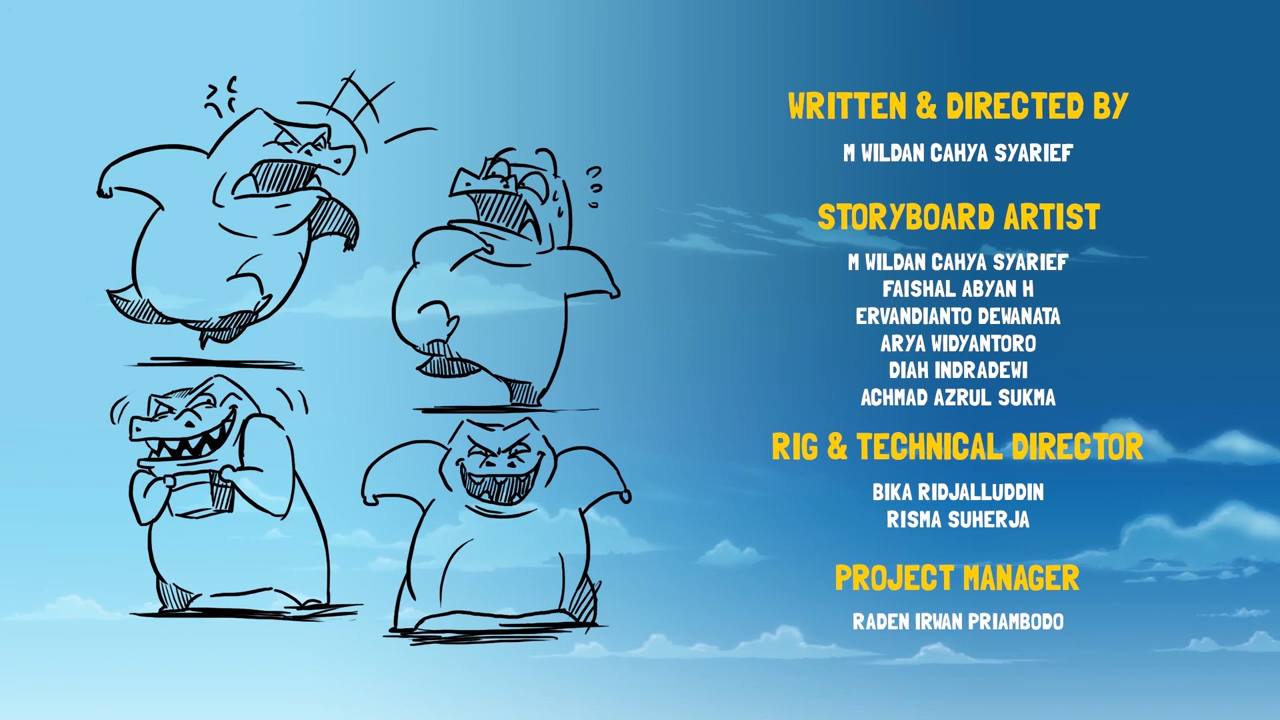 WRITTEN & DIRECTED BY
M WILDAN CAHYA SYARIEF
STORYBOARD ARTIST
M WILDAN CAHYA SYARIEF
FAISHAL ABYAN H
ERVANDIANTO DEWANATA
ARYA WIDYANTORO
DIAH INDRADEWI
ACHMAD AZRUL SUKMA
RIG & TECHNICAL DIRECTOR
BIKA RIDJALLUDDIN
RISMA SUHERJA
PROJECT MANAGER
RADEN IRWAN PRIAMBODO